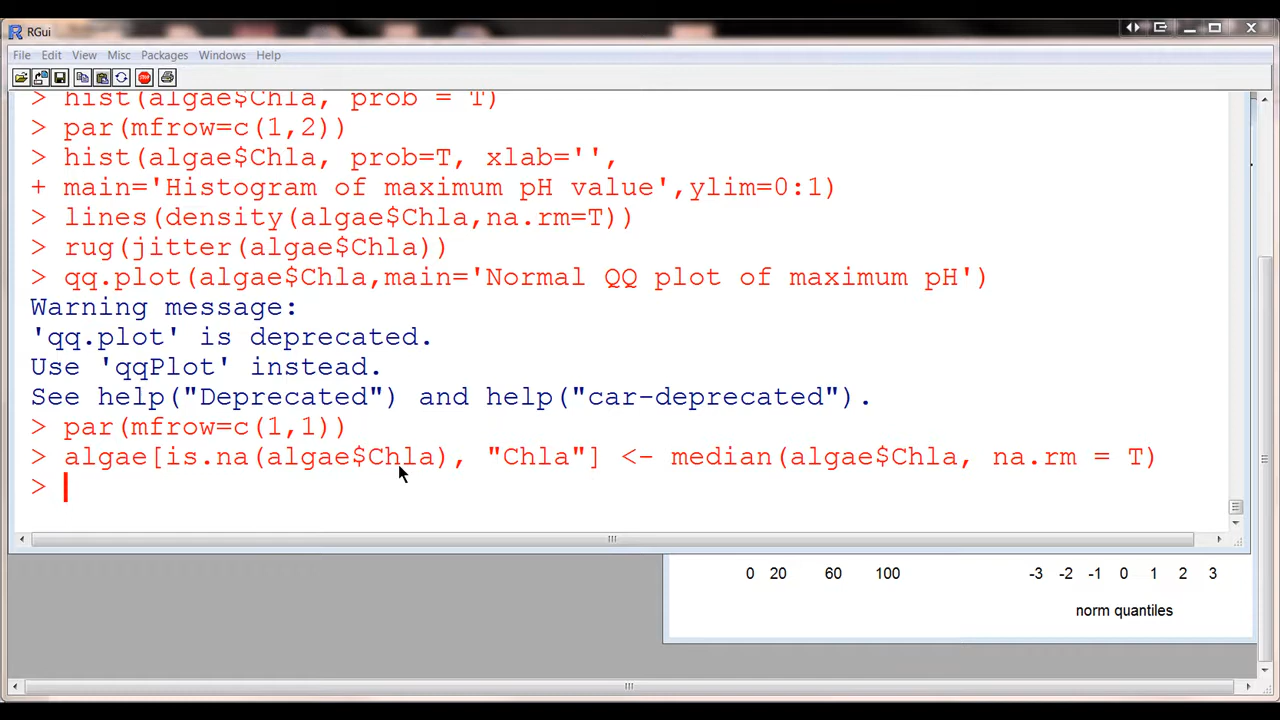 RGui
File Edit View Misc Packages Windows Help
> hist(algae$Chla, prob = T)
> par(mfrow=c(1,2))
> hist(algae$Chla, prob=T, xlab='',
+ main='Histogram of maximum pH value',ylim=0:1)
> lines(density(algae$Chla,na.rm=T))
> rug(jitter(algae$Chla))
> qq.plot(algae$Chla,main='Normal QQ plot of maximum pH')
Warning message:
'qq.plot' is deprecated.
Use 'qqPlot' instead.
See help("Deprecated") and help("car-deprecated").
> par(mfrow=c(1,1))
> algae[is.na(algae$Chla), "Chla"] <- median(algae$Chla, na.rm = T)
>
0 20 60 100 -3 -2 -1 0 1 2 3
norm quantiles